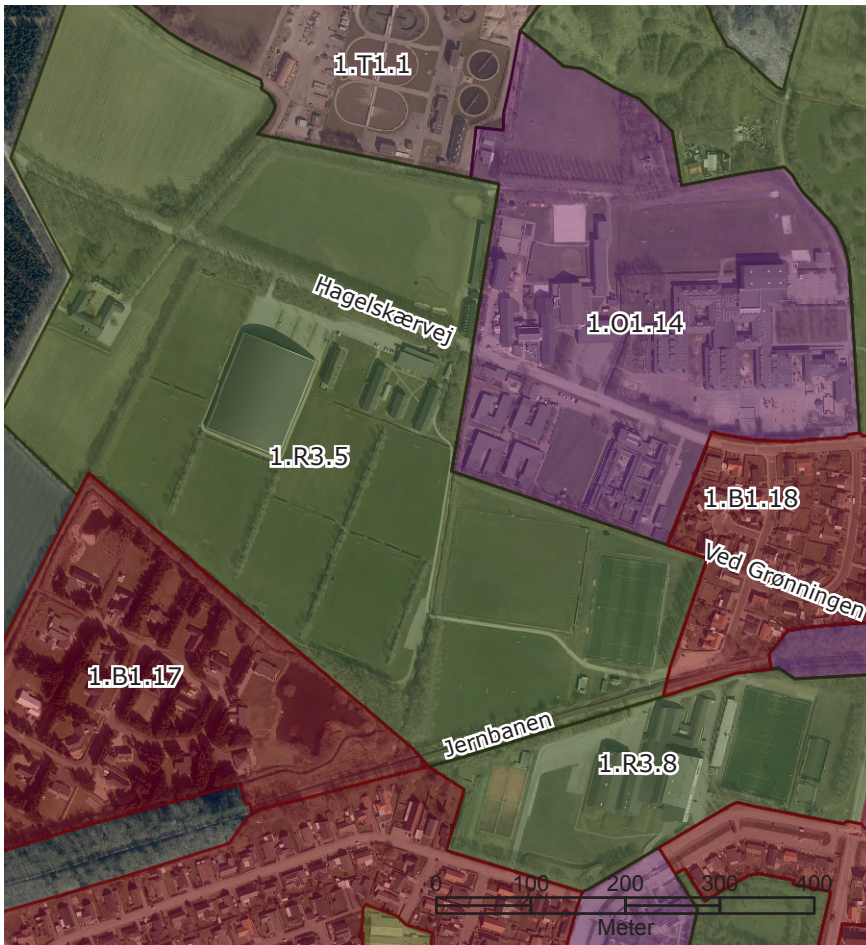 1.T1.1
Hagelskærvej
1.O1.14
1.R3.5
1.B1.18
Ved Grønningen
1.B1.17
Jernbanen
1.R3.8
0 100 200 300 400
Meter